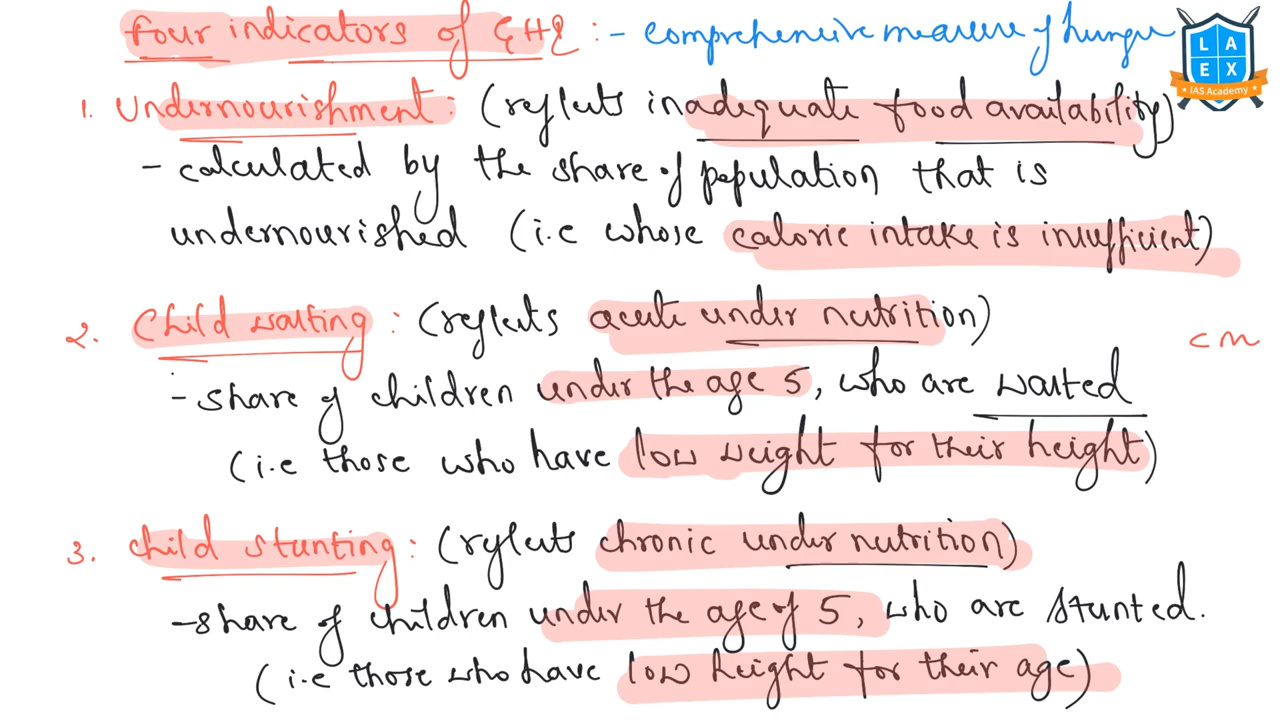 four indicators of GHI :- comprehensive measure of hunger
L A
E X
IAS Academy
1. Undernourishment : (reflects inadequate food availability)
- calculated by the share of population that is
undernourished (i.e whose caloric intake is insufficient)
2. Child wasting : (reflects acute under nutrition)
cm
- share of children under the age 5, who are wasted
(i.e those who have low weight for their height)
3. child stunting : (reflects chronic under nutrition)
- share of children under the age of 5, who are stunted.
(i.e those who have low height for their age)